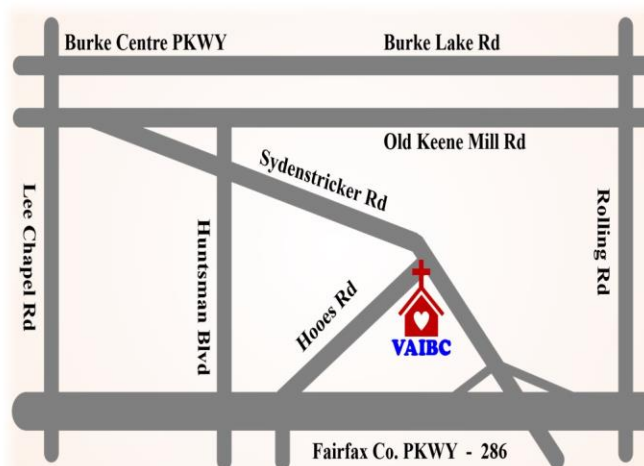 Burke Centre PKWY
Burke Lake Rd
Old Keene Mill Rd
Sydenstricker Rd
Lee Chapel Rd
Huntsman Blvd
Rolling Rd
Hooes Rd
VAIBC
Fairfax Co. PKWY - 286